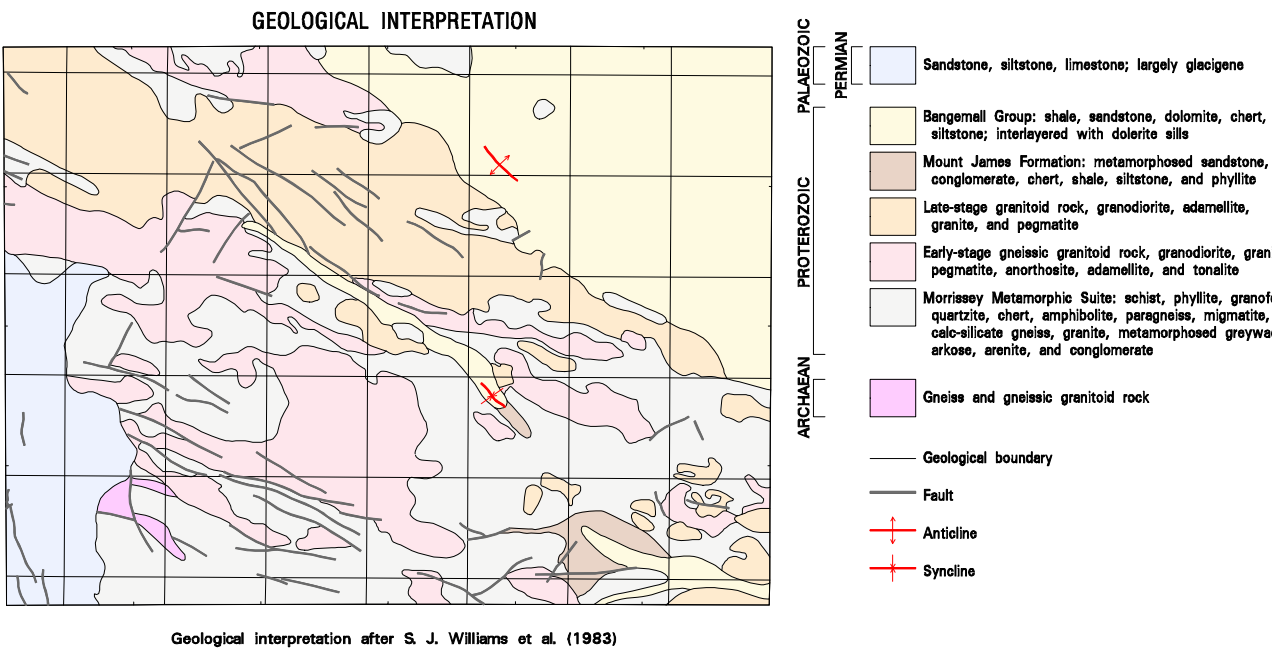 GEOLOGICAL INTERPRETATION
PALAEOZOIC
PERMIAN
Sandstone, siltstone, limestone; largely glacigene
PROTEROZOIC
Bangemall Group: shale, sandstone, dolomite, chert,
siltstone; interlayered with dolerite sills
Mount James Formation: metamorphosed sandstone,
conglomerate, chert, shale, siltstone, and phyllite
Late-stage granitoid rock, granodiorite, adamellite,
granite, and pegmatite
Early-stage gneissic granitoid rock, granodiorite, gran
pegmatite, anorthosite, adamellite, and tonalite
Morrissey Metamorphic Suite: schist, phyllite, granofe
quartzite, chert, amphibolite, paragneiss, migmatite,
calc-silicate gneiss, granite, metamorphosed greywa
arkose, arenite, and conglomerate
ARCHAEAN
Gneiss and gneissic granitoid rock
Geological boundary
Fault
Anticline
Syncline
Geological interpretation after S. J. Williams et al. (1983)